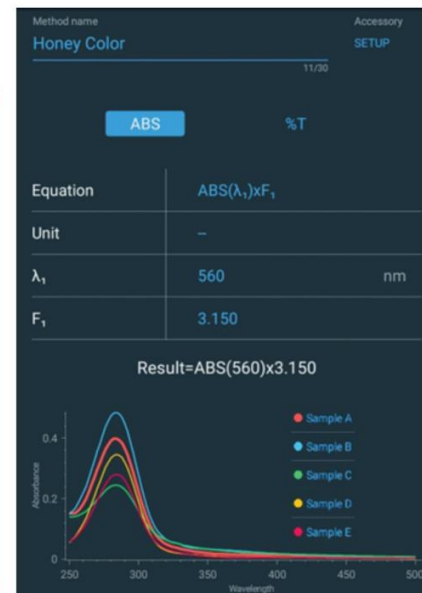 Method name Accessory
Honey Color SETUP
11/30
ABS %T
Equation ABS(λ₁)xF₁
Unit –
λ₁ 560 nm
F₁ 3.150
Result=ABS(560)x3.150
Sample A
Sample B
Sample C
Sample D
Sample E
0.4
0.2
0
Absorbance
250 300 350 400 450 500
Wavelength